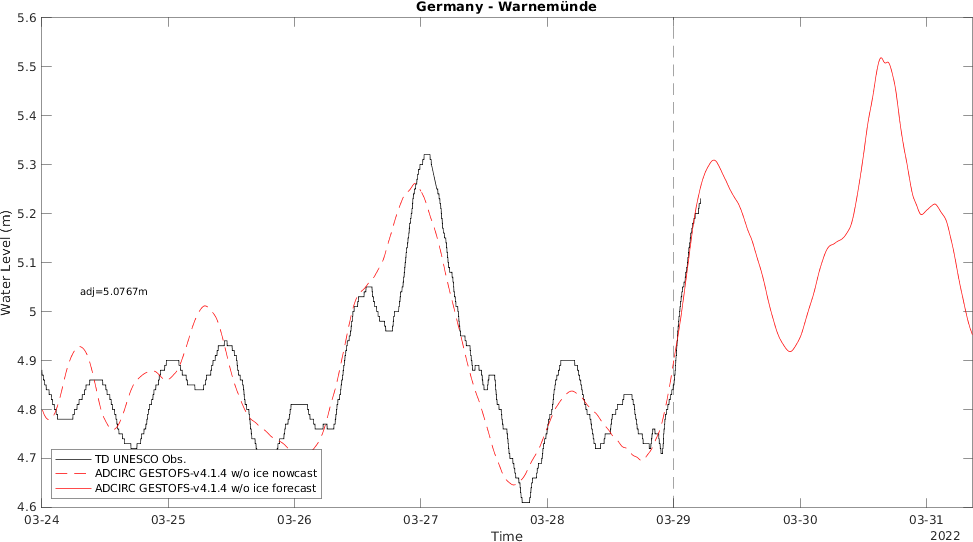 Germany - Warnemünde
5.6
5.5
5.4
5.3
5.2
5.1
5
4.9
4.8
4.7
4.6
Water Level (m)
adj=5.0767m
TD UNESCO Obs.
ADCIRC GESTOFS-v4.1.4 w/o ice nowcast
ADCIRC GESTOFS-v4.1.4 w/o ice forecast
03-24 03-25 03-26 03-27 03-28 03-29 03-30 03-31
Time
2022